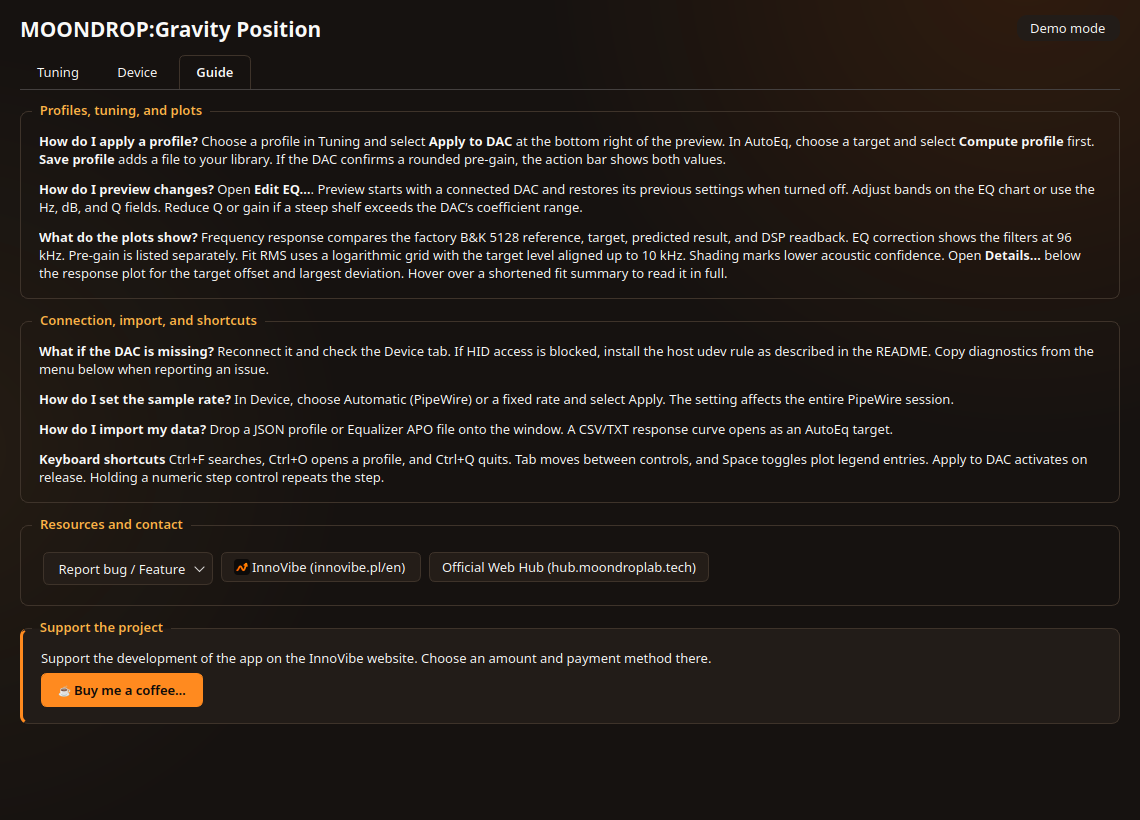 MOONDROP:Gravity Position
Demo mode
Tuning
Device
Guide
Profiles, tuning, and plots
How do I apply a profile? Choose a profile in Tuning and select Apply to DAC at the bottom right of the preview. In AutoEq, choose a target and select Compute profile first.
Save profile adds a file to your library. If the DAC confirms a rounded pre-gain, the action bar shows both values.
How do I preview changes? Open Edit EQ…. Preview starts with a connected DAC and restores its previous settings when turned off. Adjust bands on the EQ chart or use the
Hz, dB, and Q fields. Reduce Q or gain if a steep shelf exceeds the DAC's coefficient range.
What do the plots show? Frequency response compares the factory B&K 5128 reference, target, predicted result, and DSP readback. EQ correction shows the filters at 96
kHz. Pre-gain is listed separately. Fit RMS uses a logarithmic grid with the target level aligned up to 10 kHz. Shading marks lower acoustic confidence. Open Details… below
the response plot for the target offset and largest deviation. Hover over a shortened fit summary to read it in full.
Connection, import, and shortcuts
What if the DAC is missing? Reconnect it and check the Device tab. If HID access is blocked, install the host udev rule as described in the README. Copy diagnostics from the
menu below when reporting an issue.
How do I set the sample rate? In Device, choose Automatic (PipeWire) or a fixed rate and select Apply. The setting affects the entire PipeWire session.
How do I import my data? Drop a JSON profile or Equalizer APO file onto the window. A CSV/TXT response curve opens as an AutoEq target.
Keyboard shortcuts Ctrl+F searches, Ctrl+O opens a profile, and Ctrl+Q quits. Tab moves between controls, and Space toggles plot legend entries. Apply to DAC activates on
release. Holding a numeric step control repeats the step.
Resources and contact
Report bug / Feature
InnoVibe (innovibe.pl/en)
Official Web Hub (hub.moondroplab.tech)
Support the project
Support the development of the app on the InnoVibe website. Choose an amount and payment method there.
☕ Buy me a coffee…